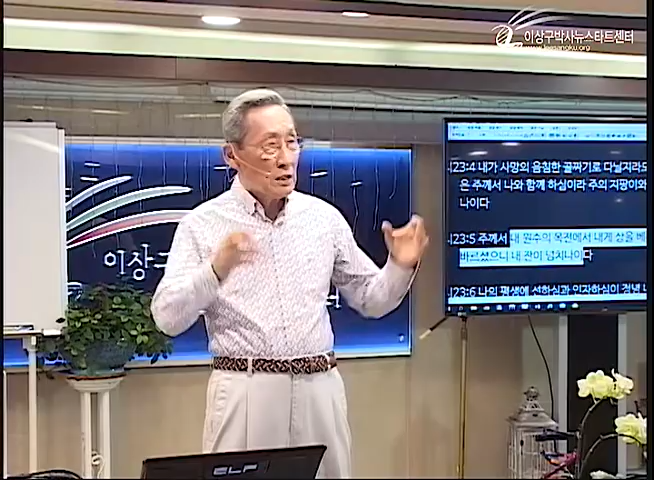 이상구박사뉴스타트센터
www.leesangku.org
23:4 내가 사망의 음침한 골짜기로 다닐지라도
은 주께서 나와 함께 하심이라 주의 지팡이와
나이다
23:5 주께서 내 원수의 목전에서 내게 상을 베
바르셨으니 내 잔이 넘치나이다
23:6 나의 평생에 선하심과 인자하심이 정녕
이상